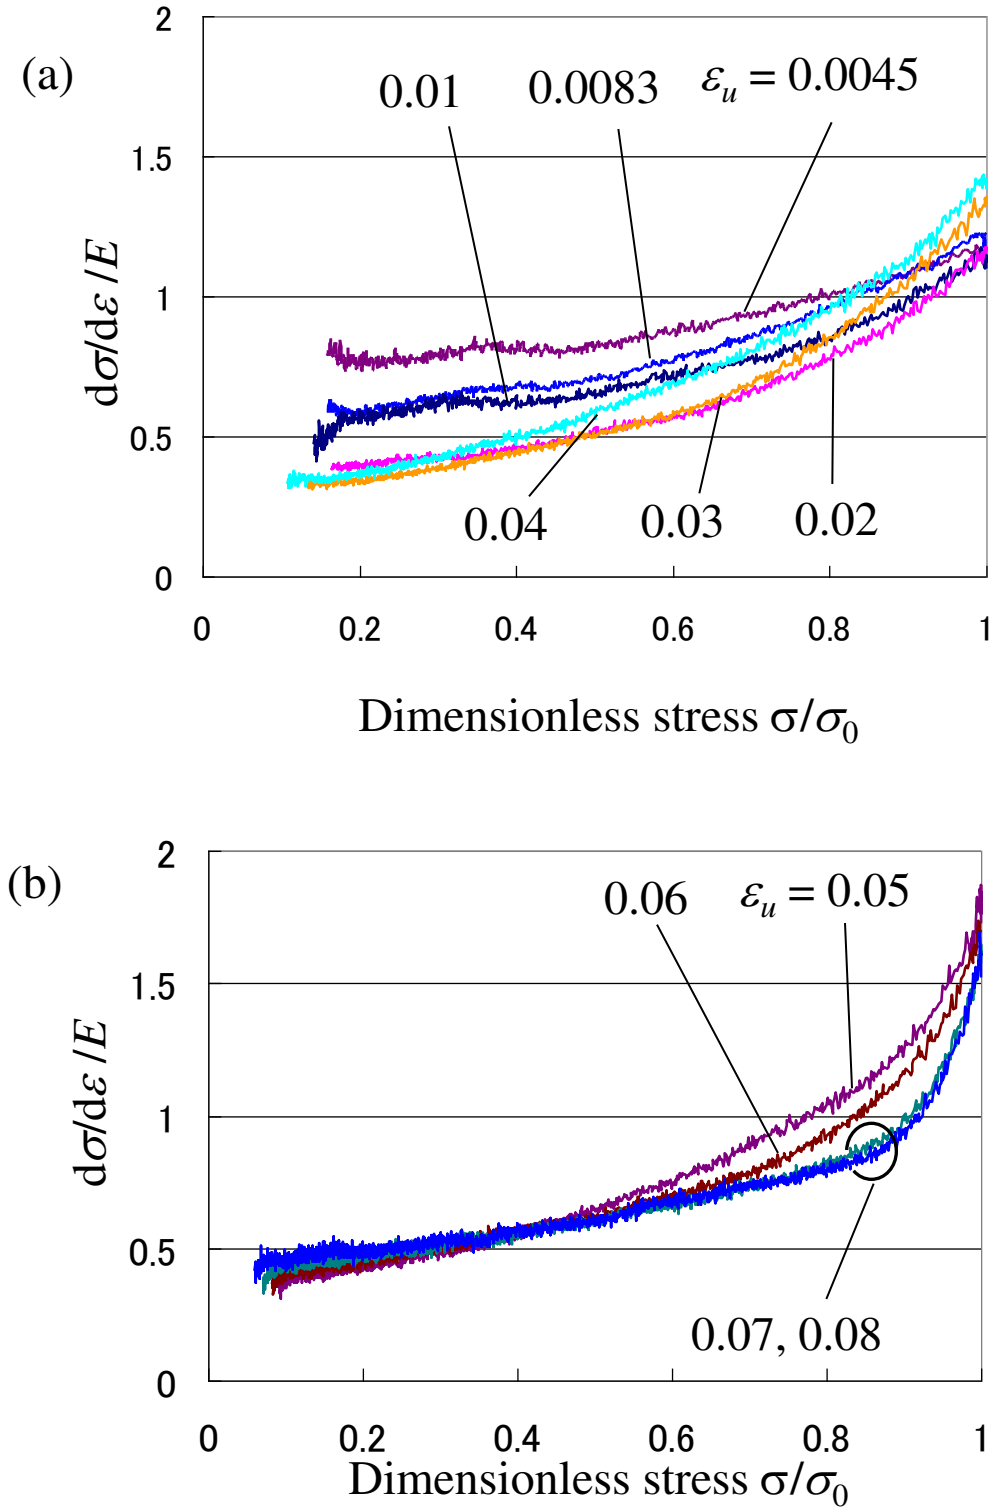 (a)
2
1.5
1
0.5
0
0.01
0.0083
εu = 0.0045
0.04
0.03
0.02
dσ/dε /E
0 0.2 0.4 0.6 0.8 1
Dimensionless stress σ/σ0
(b)
2
1.5
1
0.5
0
0.06
εu = 0.05
0.07, 0.08
dσ/dε /E
0 0.2 0.4 0.6 0.8 1
Dimensionless stress σ/σ0